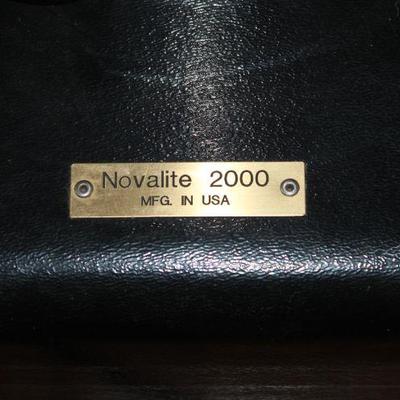 Novalite 2000
MFG. IN USA